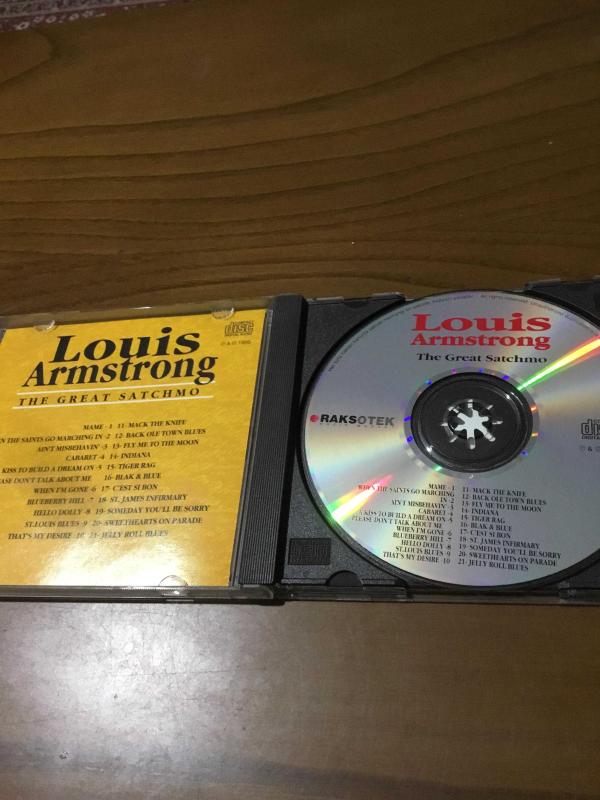 Louis
Armstrong
THE GREAT SATCHMO
disc
DIGITAL AUDIO
MAME - 1 11- MACK THE KNIFE
THE SAINTS GO MARCHING IN - 2 12- BACK OLE TOWN BLUES
AIN'T MISBEHAVIN' -3 13- FLY ME TO THE MOON
CABARET -4 14- INDIANA
KISS TO BUILD A DREAM ON -5 15- TIGER RAG
DON'T TALK ABOUT ME 16- BLAK & BLUE
WHEN I'M GONE -6 17- C'EST SI BON
BLUEBERRY HILL - 7 18- ST. JAMES INFIRMARY
HELLO DOLLY - 8 19- SOMEDAY YOU'LL BE SORRY
ST.LOUIS BLUES - 9 20- SWEETHEARTS ON PARADE
THAT'S MY DESIRE - 10 21- JELLY ROLL BLUES
Louis
Armstrong
The Great Satchmo
RAKSOTEK
MAME - 1 11- MACK THE KNIFE
WHEN THE SAINTS GO MARCHING
IN - 2 12- BACK OLE TOWN BLUES
AIN'T MISBEHAVIN' -3 13- FLY ME TO THE MOON
CABARET -4 14- INDIANA
A KISS TO BUILD A DREAM ON -5 15- TIGER RAG
PLEASE DON'T TALK ABOUT ME 16- BLAK & BLUE
WHEN I'M GONE -6 17- C'EST SI BON
BLUEBERRY HILL - 7 18- ST. JAMES INFIRMARY
HELLO DOLLY - 8 19- SOMEDAY YOU'LL BE SORRY
ST.LOUIS BLUES - 9 20- SWEETHEARTS ON PARADE
THAT'S MY DESIRE - 10 21- JELLY ROLL BLUES